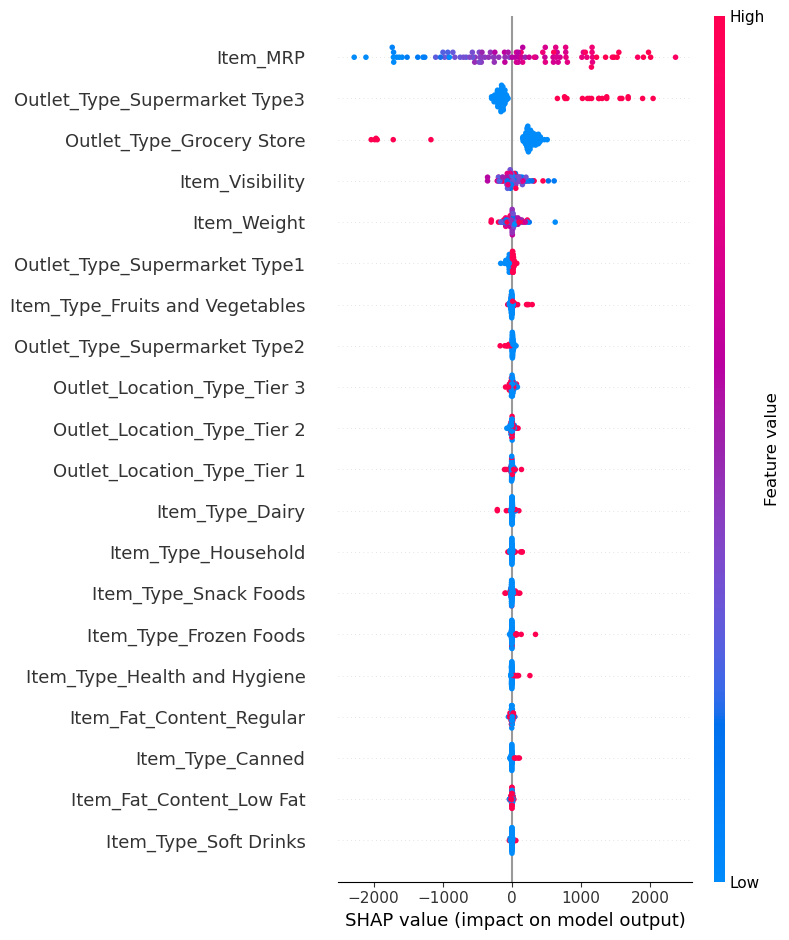 High
Item_MRP
Outlet_Type_Supermarket Type3
Outlet_Type_Grocery Store
Item_Visibility
Item_Weight
Outlet_Type_Supermarket Type1
Item_Type_Fruits and Vegetables
Outlet_Type_Supermarket Type2
Outlet_Location_Type_Tier 3
Outlet_Location_Type_Tier 2
Outlet_Location_Type_Tier 1
Item_Type_Dairy
Item_Type_Household
Item_Type_Snack Foods
Item_Type_Frozen Foods
Item_Type_Health and Hygiene
Item_Fat_Content_Regular
Item_Type_Canned
Item_Fat_Content_Low Fat
Item_Type_Soft Drinks
Feature value
Low
−2000 −1000 0 1000 2000
SHAP value (impact on model output)